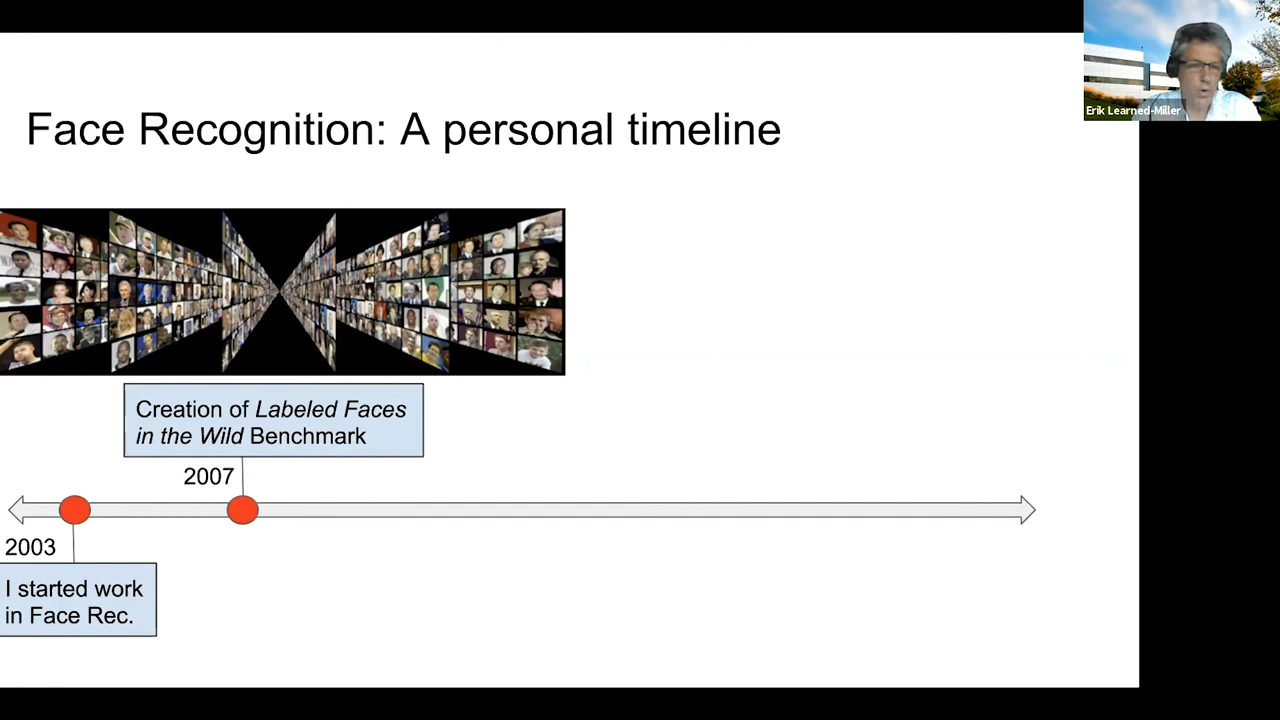 Erik Learned-Miller
Face Recognition: A personal timeline
Creation of Labeled Faces
in the Wild Benchmark
2007
2003
I started work
in Face Rec.